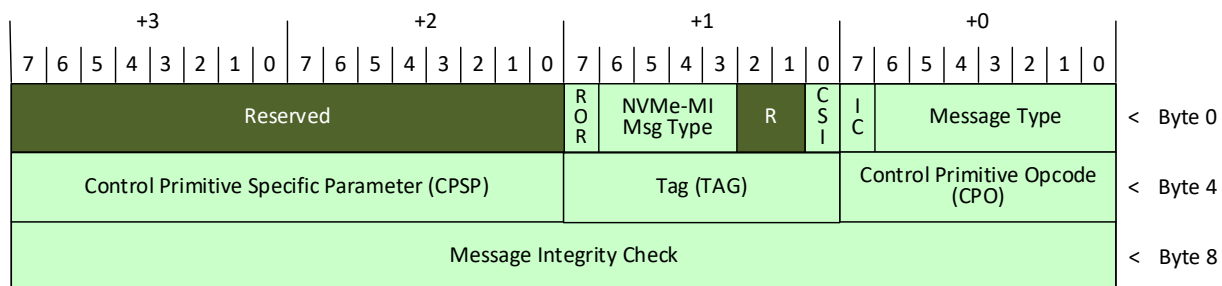 +3 +2 +1 +0
7 6 5 4 3 2 1 0 7 6 5 4 3 2 1 0 7 6 5 4 3 2 1 0 7 6 5 4 3 2 1 0
Reserved
R
O
R
NVMe-MI
Msg Type
R
C
S
I
I
C
Message Type
< Byte 0
Control Primitive Specific Parameter (CPSP)
Tag (TAG)
Control Primitive Opcode
(CPO)
< Byte 4
Message Integrity Check
< Byte 8